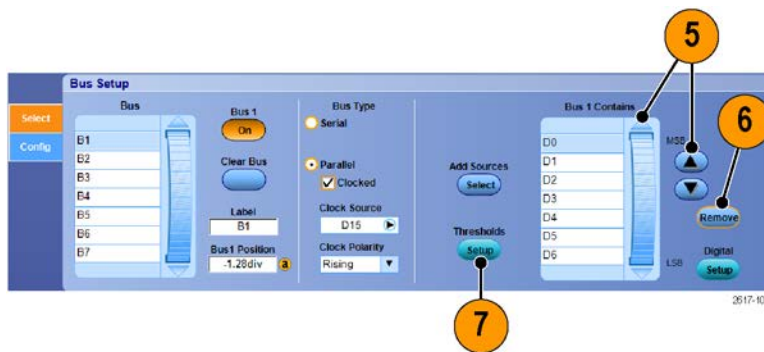 5
Bus Setup
Select
Config
Bus
B1
B2
B3
B4
B5
B6
B7
Bus 1
On
Clear Bus
Label
B1
Bus1 Position
-1.28div
a
Bus Type
Serial
Parallel
Clocked
Clock Source
D15
Clock Polarity
Rising
Add Sources
Select
Thresholds
Setup
Bus 1 Contains
D0
D1
D2
D3
D4
D5
D6
MSB
LSB
6
Remove
Digital
Setup
7